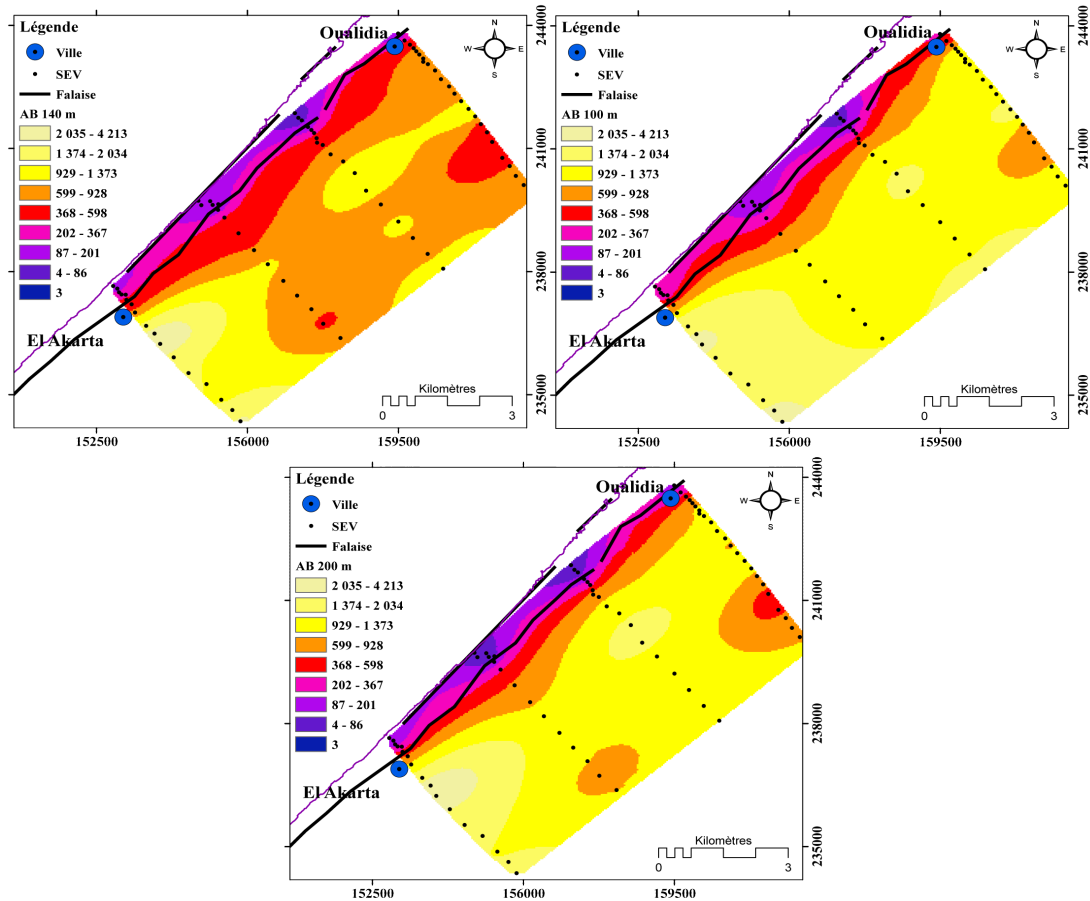 Légende
Ville
SEV
Falaise
AB 140 m
2 035 - 4 213
1 374 - 2 034
929 - 1 373
599 - 928
368 - 598
202 - 367
87 - 201
4 - 86
3
Oualidia
N
W E
S
El Akarta
Kilomètres
0 3
244000
241000
238000
235000
152500 156000 159500
Légende
Ville
SEV
Falaise
AB 100 m
2 035 - 4 213
1 374 - 2 034
929 - 1 373
599 - 928
368 - 598
202 - 367
87 - 201
4 - 86
3
Oualidia
N
W E
S
El Akarta
Kilomètres
0 3
244000
241000
238000
235000
152500 156000 159500
Légende
Ville
SEV
Falaise
AB 200 m
2 035 - 4 213
1 374 - 2 034
929 - 1 373
599 - 928
368 - 598
202 - 367
87 - 201
4 - 86
3
Oualidia
N
W E
S
El Akarta
Kilomètres
0 3
244000
241000
238000
235000
152500 156000 159500